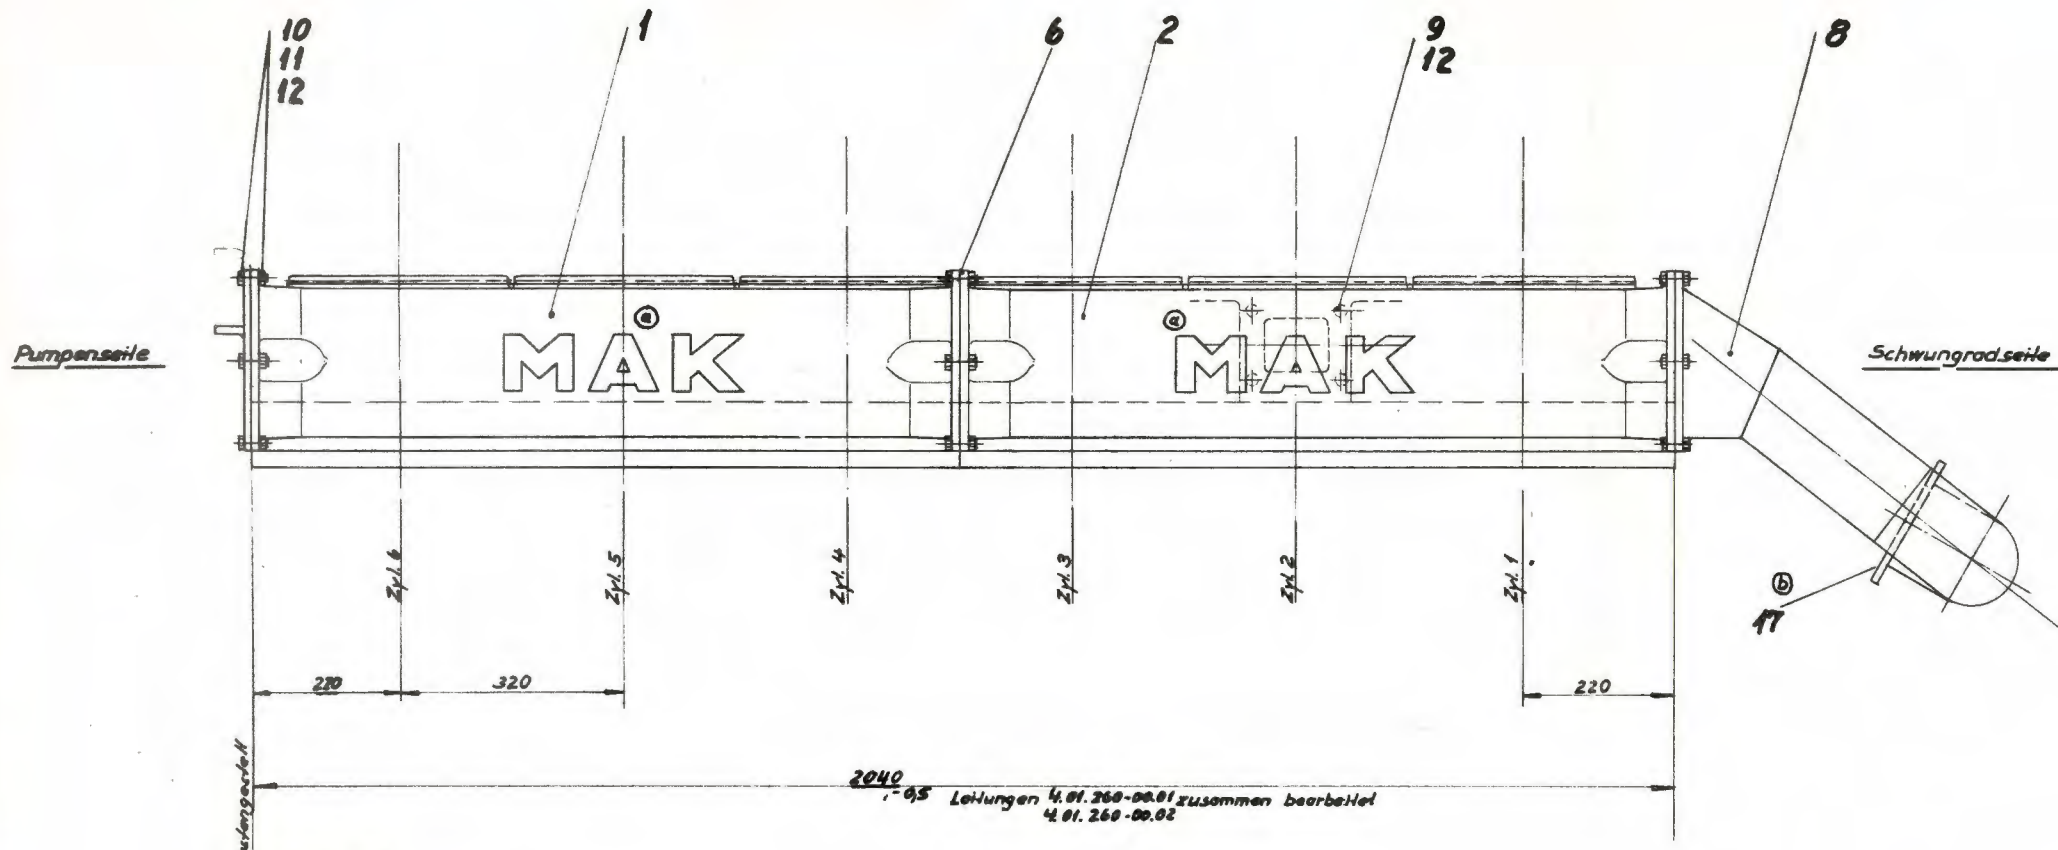 10
11
12
1
6
2
9
12
8
a
MAK
a
MAK
Pumpenseite
Schwungradseite
Zyl. 6
Zyl. 5
Zyl. 4
Zyl. 3
Zyl. 2
Zyl. 1
b
17
220
320
220
2040
-0,5 Leitungen 4.01.260-00.01 zusammen bearbeitet
4.01.260-00.02